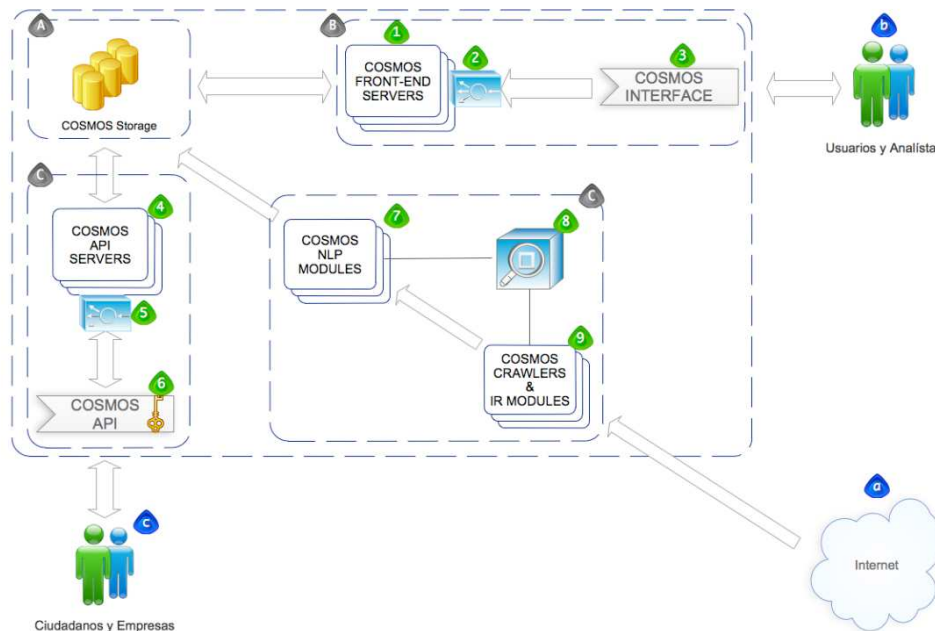 A
COSMOS Storage
B
1
COSMOS
FRONT-END
SERVERS
2
3
COSMOS
INTERFACE
b
Usuarios y Analísta
C
4
COSMOS
API
SERVERS
5
6
COSMOS
API
C
7
COSMOS
NLP
MODULES
8
9
COSMOS
CRAWLERS
&
IR MODULES
c
Ciudadanos y Empresas
a
Internet